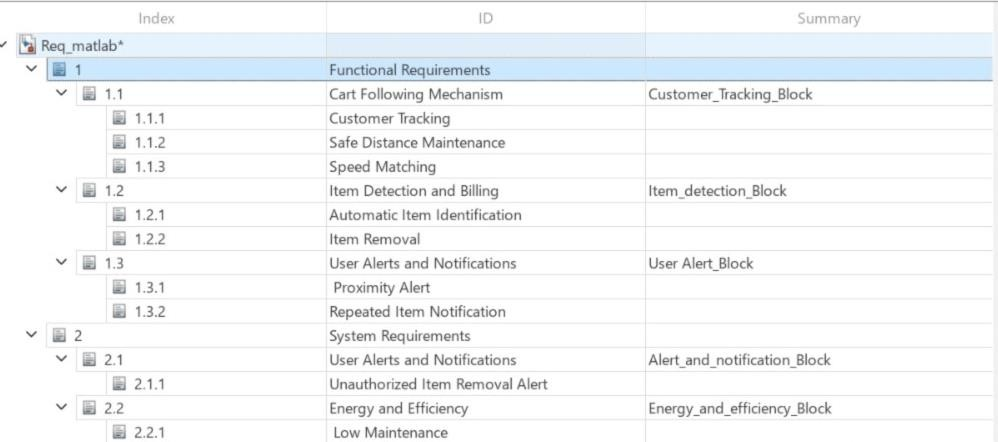 Index ID Summary
Req_matlab*
1 Functional Requirements
1.1 Cart Following Mechanism Customer_Tracking_Block
1.1.1 Customer Tracking
1.1.2 Safe Distance Maintenance
1.1.3 Speed Matching
1.2 Item Detection and Billing Item_detection_Block
1.2.1 Automatic Item Identification
1.2.2 Item Removal
1.3 User Alerts and Notifications User Alert_Block
1.3.1 Proximity Alert
1.3.2 Repeated Item Notification
2 System Requirements
2.1 User Alerts and Notifications Alert_and_notification_Block
2.1.1 Unauthorized Item Removal Alert
2.2 Energy and Efficiency Energy_and_efficiency_Block
2.2.1 Low Maintenance